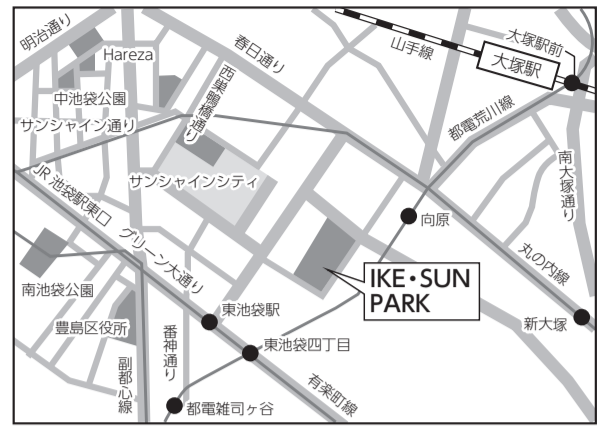 明治通り
Hareza
春日通り
山手線
大塚駅前
大塚駅
中池袋公園
西巣鴨橋通り
サンシャイン通り
都電荒川線
サンシャインシティ
南大塚通り
JR 池袋駅東口
グリーン大通り
向原
丸の内線
IKE・SUN
PARK
南池袋公園
東池袋駅
新大塚
豊島区役所
番神通り
東池袋四丁目
副都心線
有楽町線
都電雑司ヶ谷